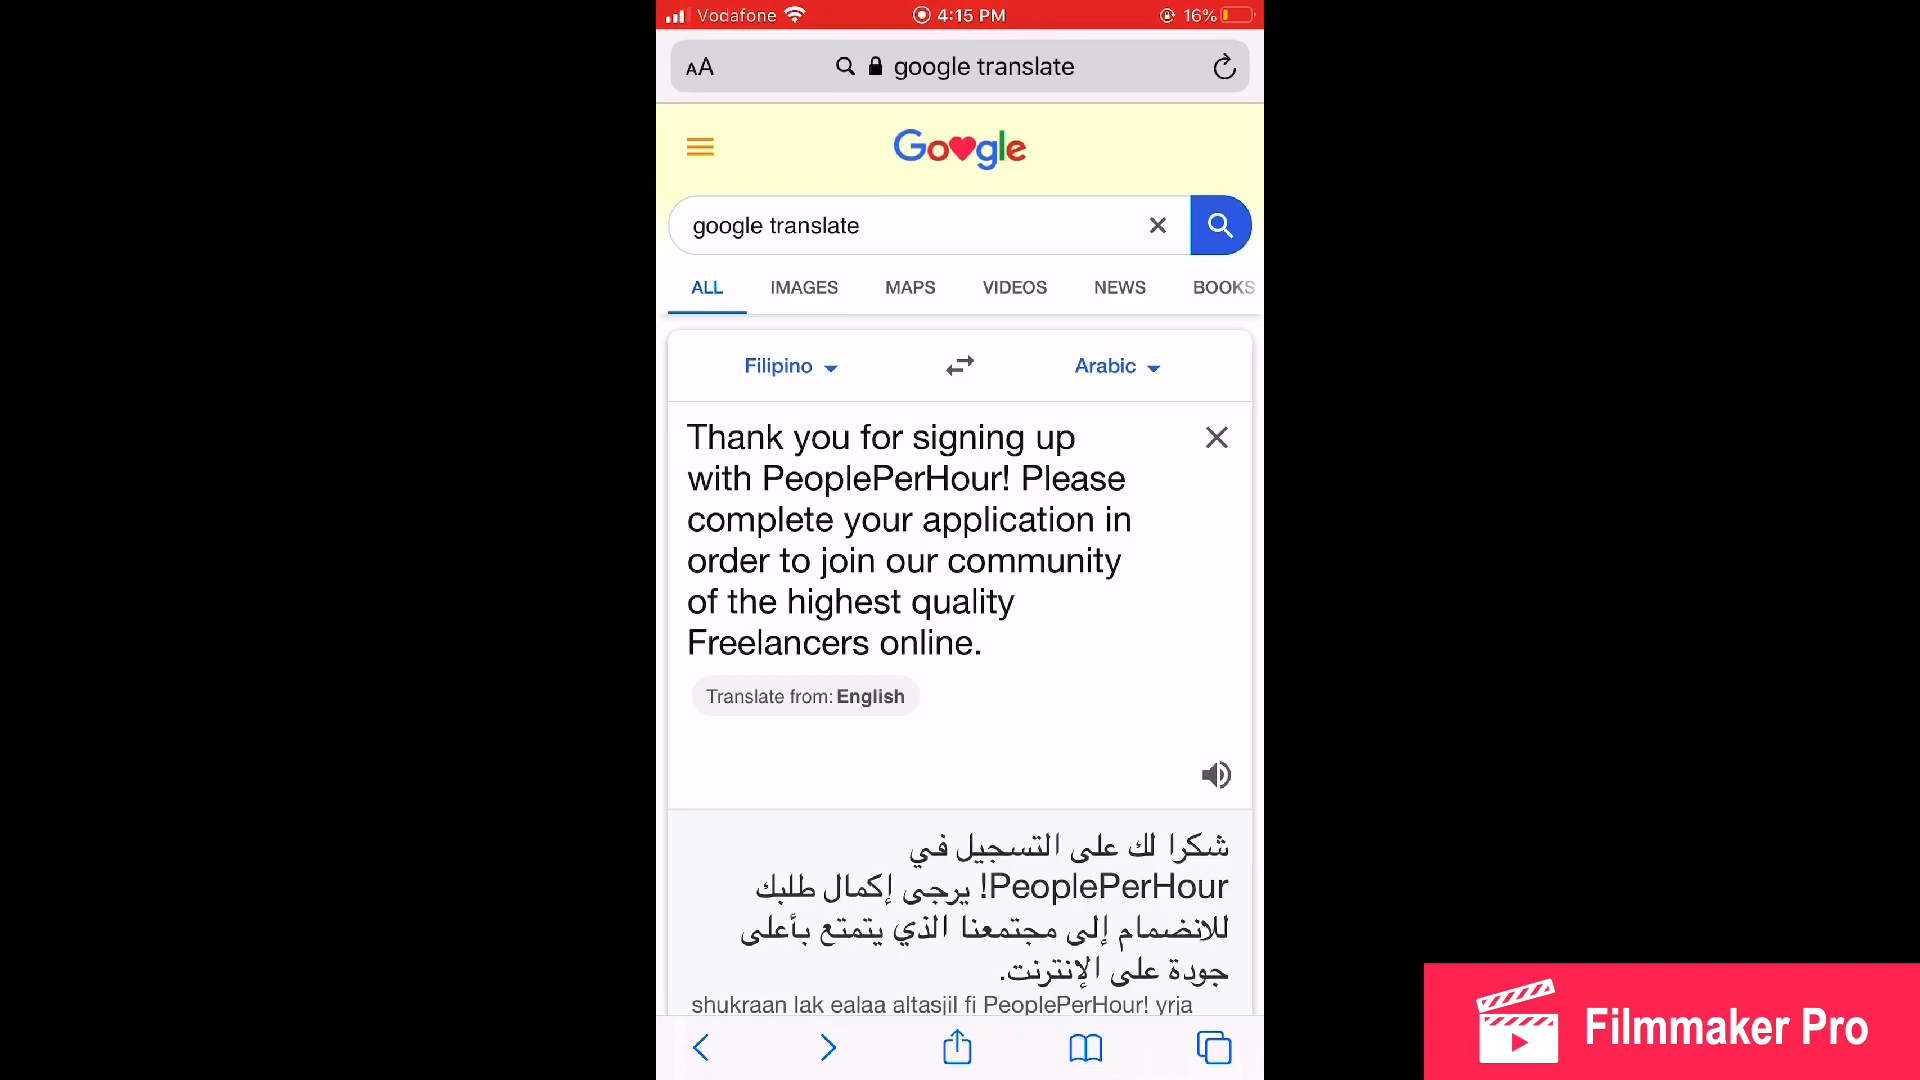 Vodafone 4:15 PM 16%
AA google translate
Google
google translate
ALL IMAGES MAPS VIDEOS NEWS BOOKS
Filipino Arabic
Thank you for signing up
with PeoplePerHour! Please
complete your application in
order to join our community
of the highest quality
Freelancers online.
Translate from: English
شكرا لك على التسجيل في
PeoplePerHour! يرجى إكمال طلبك
للانضمام إلى مجتمعنا الذي يتمتع بأعلى
جودة على الإنترنت.
shukraan lak ealaa altasjil fi PeoplePerHour! yrja
Filmmaker Pro